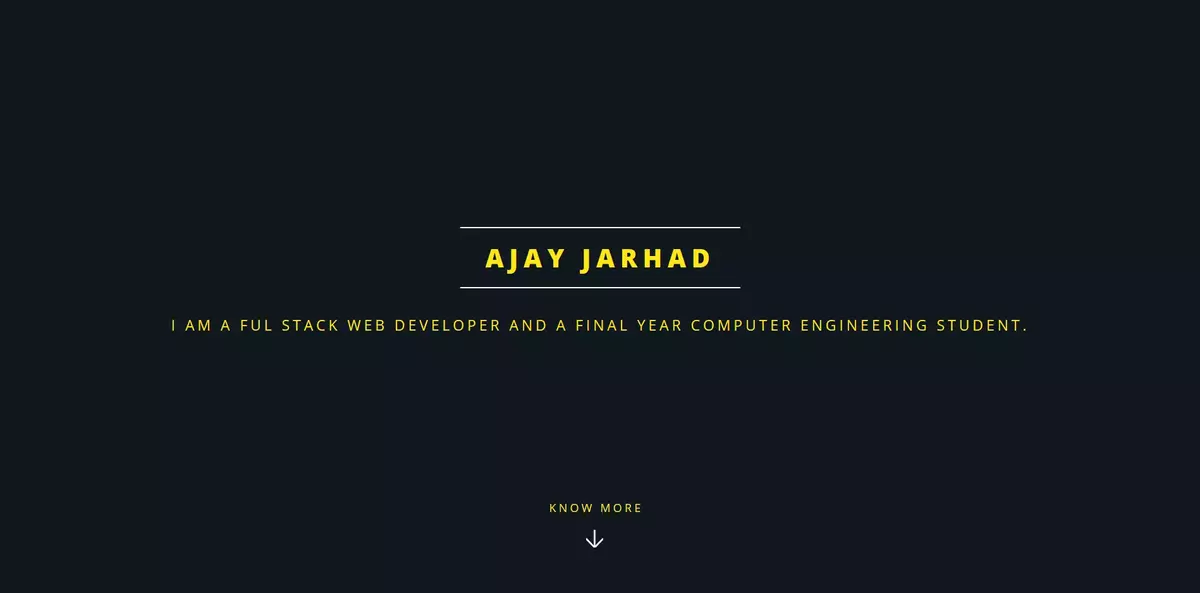 AJAY JARHAD
I AM A FUL STACK WEB DEVELOPER AND A FINAL YEAR COMPUTER ENGINEERING STUDENT.
KNOW MORE